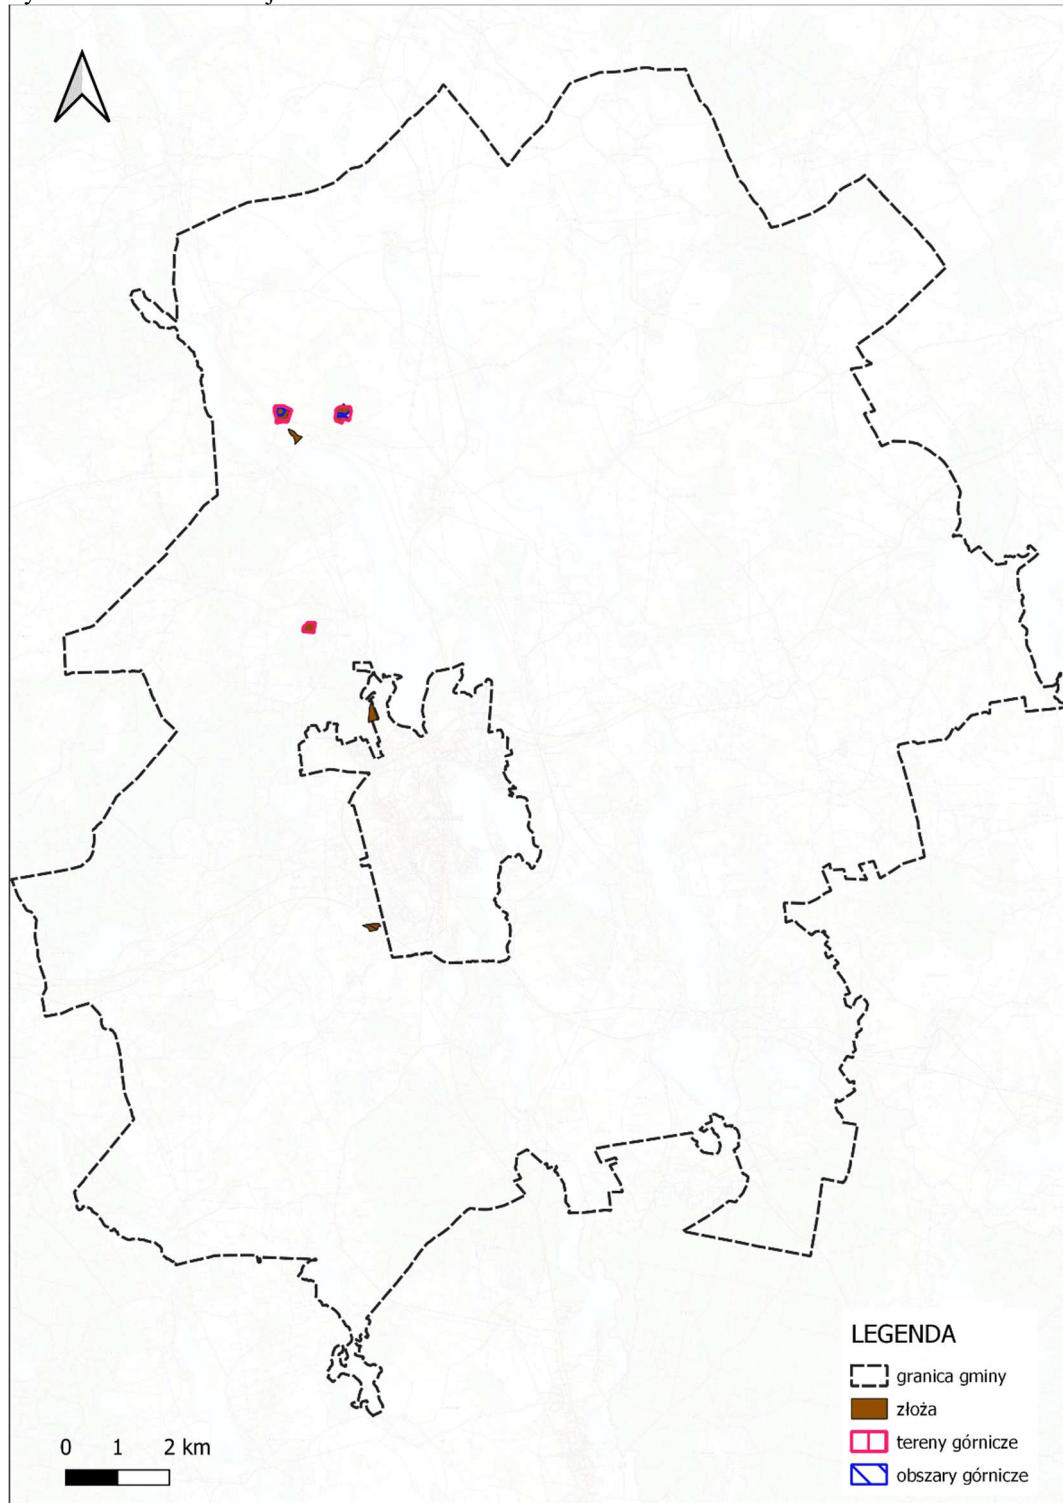 LEGENDA
granica gminy
złoża
tereny górnicze
obszary górnicze
0 1 2 km